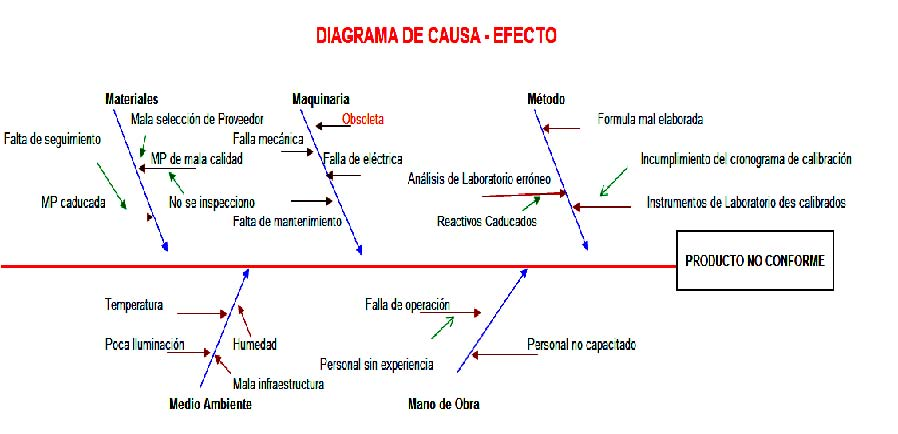 DIAGRAMA DE CAUSA - EFECTO
Materiales
Maquinaria
Método
Mala selección de Proveedor
Obscleta
Formula mal elaborada
Falta de seguimiento
Falla mecánica
MP de mala calidad
Falla de eléctrica
Incumplimiento del cronograma de calibración
Análisis de Laboratorio erróneo
MP caducada
No se inspecciono
Instrumentos de Laboratorio des calibrados
Falta de mantenimiento
Reactivos Caducados
PRODUCTO NO CONFORME
Temperatura
Falla de operación
Poca Iluminación
Humedad
Personal no capacitado
Personal sin experiencia
Mala infraestructura
Medio Ambiente
Mano de Obra